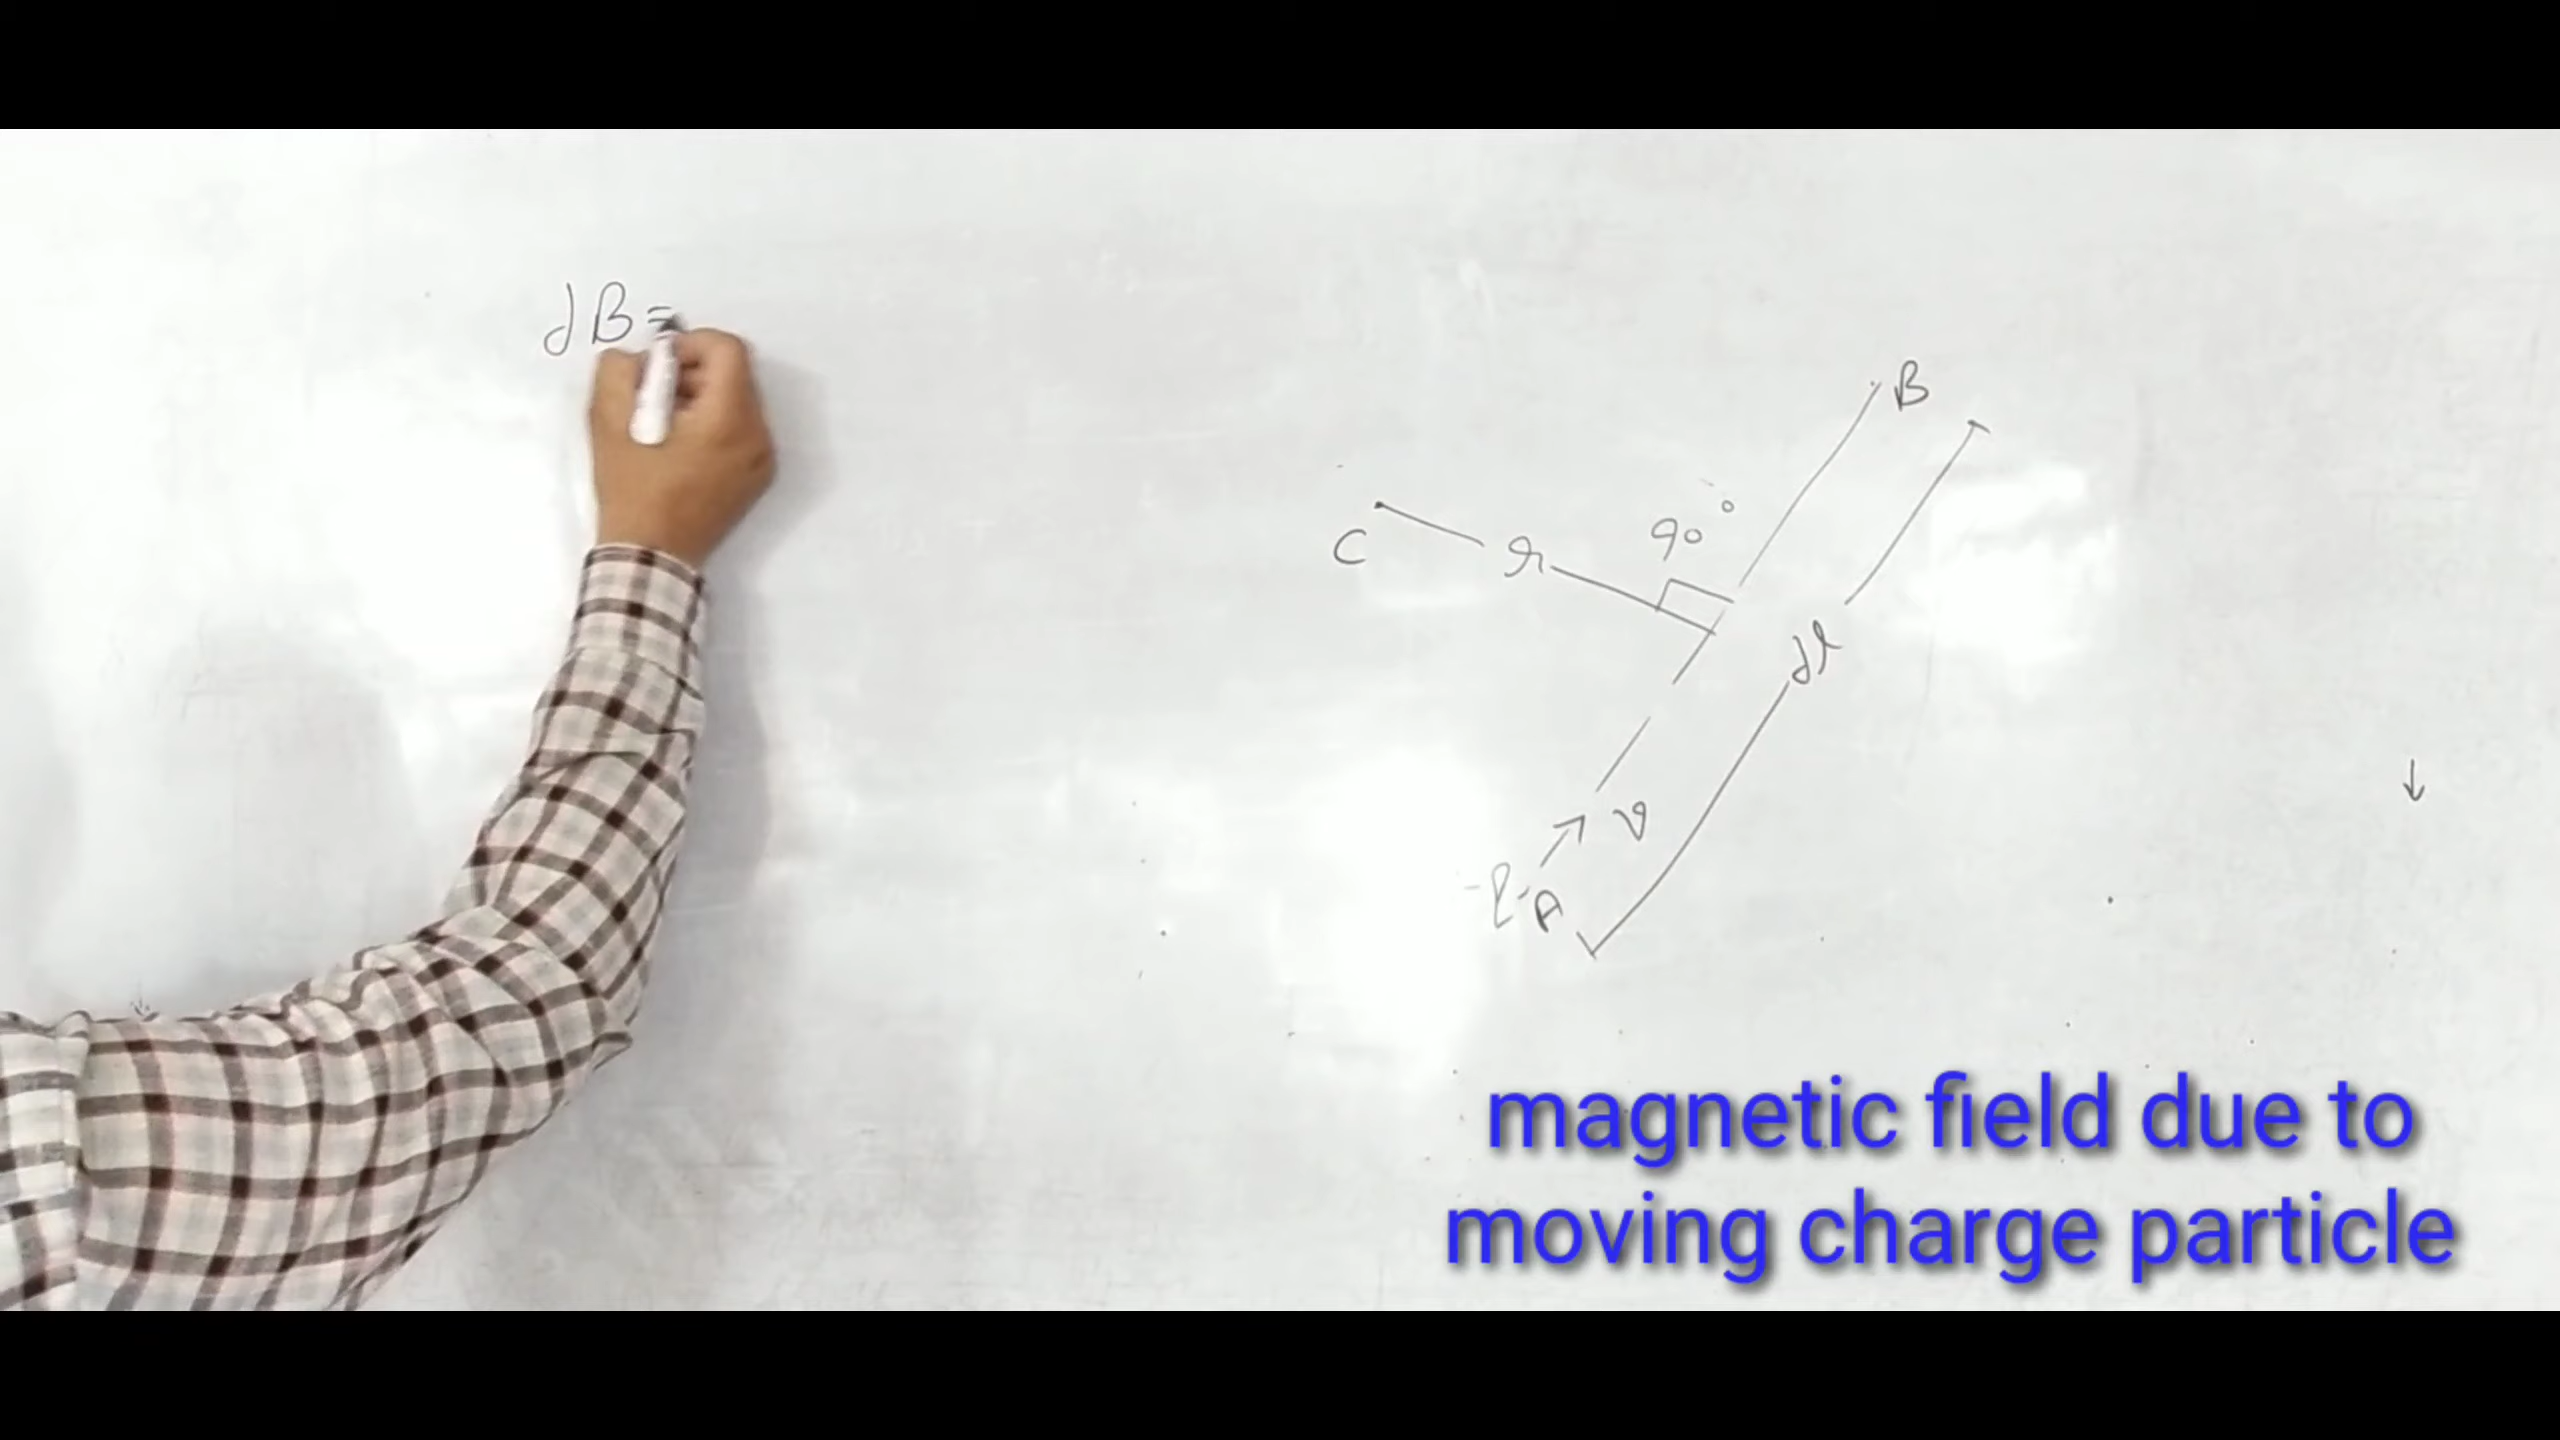 dB=
B
C
r
90°
dl
v
A
magnetic field due to
moving charge particle